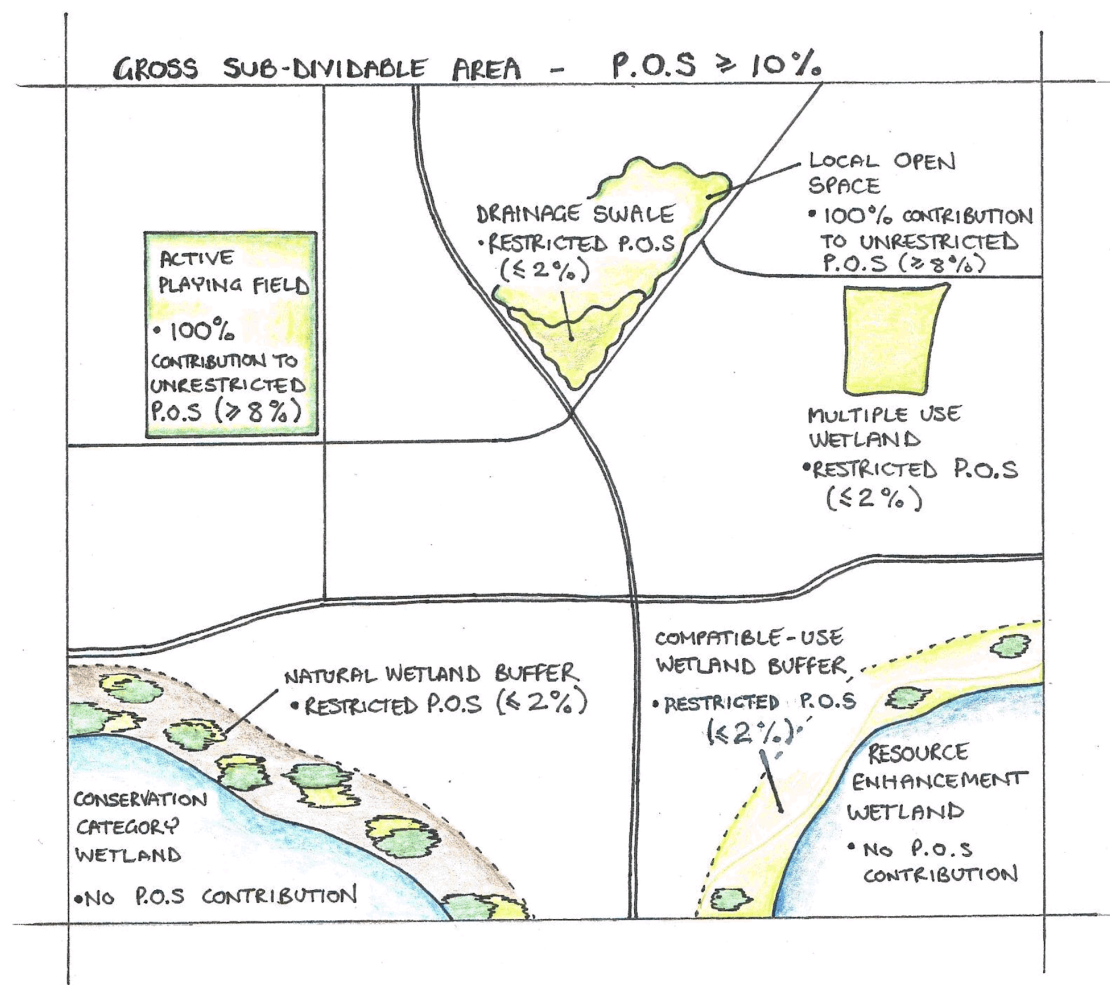 GROSS SUB-DIVIDABLE AREA - P.O.S ≥ 10%
LOCAL OPEN
SPACE
• 100% CONTRIBUTION
TO UNRESTRICTED
P.O.S (≥8%)
DRAINAGE SWALE
• RESTRICTED P.O.S
(≤2%)
ACTIVE
PLAYING FIELD
• 100%
CONTRIBUTION TO
UNRESTRICTED
P.O.S (≥8%)
MULTIPLE USE
WETLAND
• RESTRICTED P.O.S
(≤2%)
NATURAL WETLAND BUFFER
• RESTRICTED P.O.S (≤2%)
COMPATIBLE-USE
WETLAND BUFFER
• RESTRICTED P.O.S
(≤2%)
CONSERVATION
CATEGORY
WETLAND
• NO P.O.S CONTRIBUTION
RESOURCE
ENHANCEMENT
WETLAND
• NO P.O.S
CONTRIBUTION